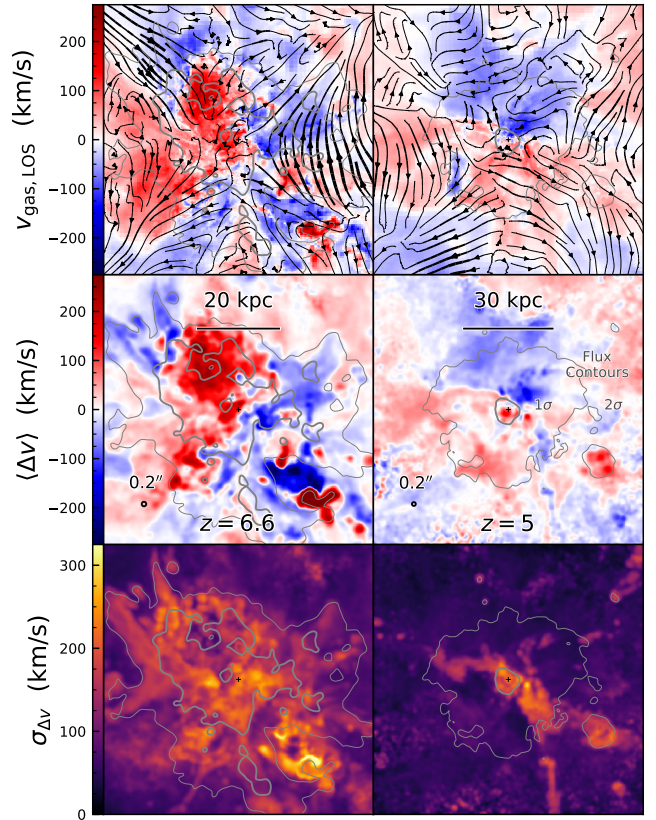 v_gas, LOS (km/s)
200
100
0
−100
−200
⟨Δv⟩ (km/s)
200
100
0
−100
−200
20 kpc
0.2″
z = 6.6
30 kpc
Flux
Contours
1σ
2σ
0.2″
z = 5
σ_Δv (km/s)
300
200
100
0